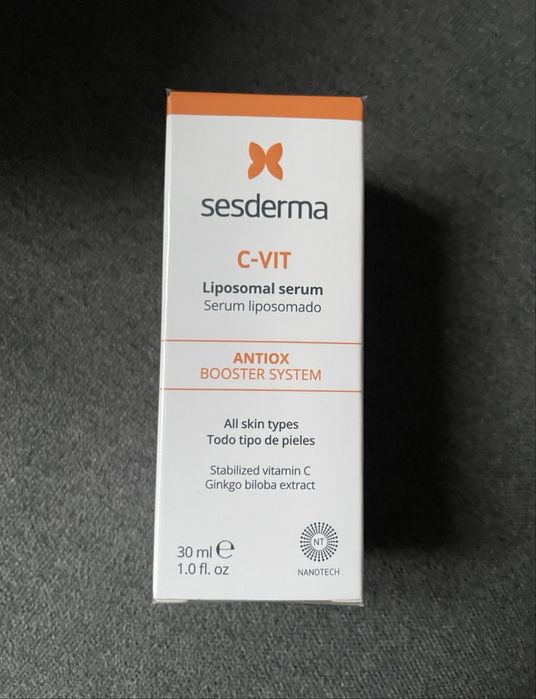 sesderma
C-VIT
Liposomal serum
Serum liposomado
ANTIOX
BOOSTER SYSTEM
All skin types
Todo tipo de pieles
Stabilized vitamin C
Ginkgo biloba extract
30 ml ℮
1.0 fl. oz
NT
NANOTECH